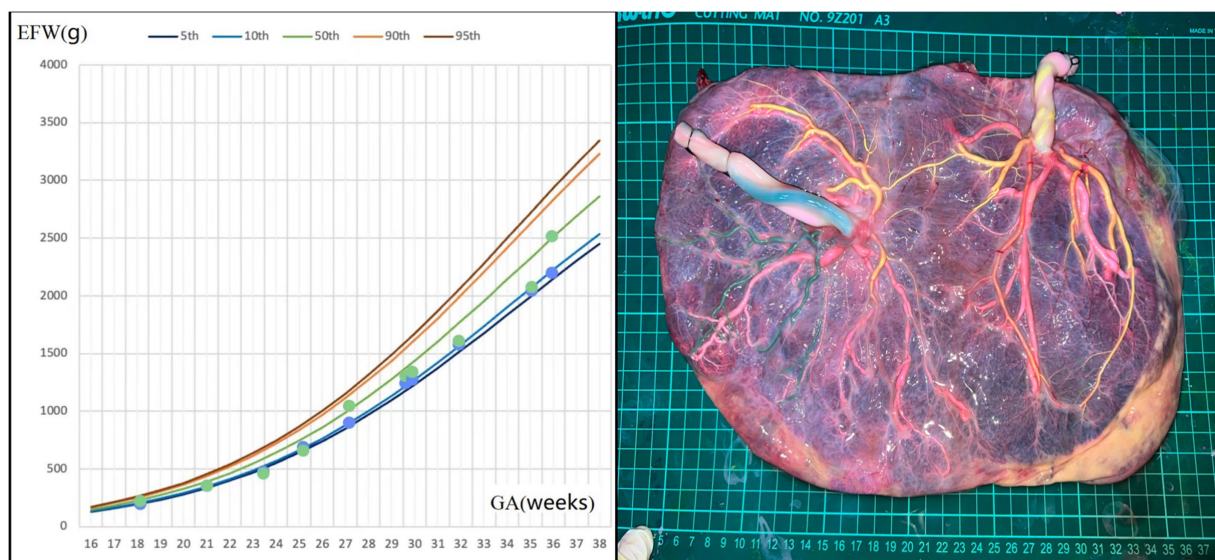 EFW(g)
5th 10th 50th 90th 95th
4000
3500
3000
2500
2000
1500
1000
500
0
GA(weeks)
16 17 18 19 20 21 22 23 24 25 26 27 28 29 30 31 32 33 34 35 36 37 38
CUTTING MAT NO. 9Z201 A3
MADE IN
5 6 7 8 9 10 11 12 13 14 15 16 17 18 19 20 21 22 23 24 25 26 27 28 29 30 31 32 33 34 35 36 37